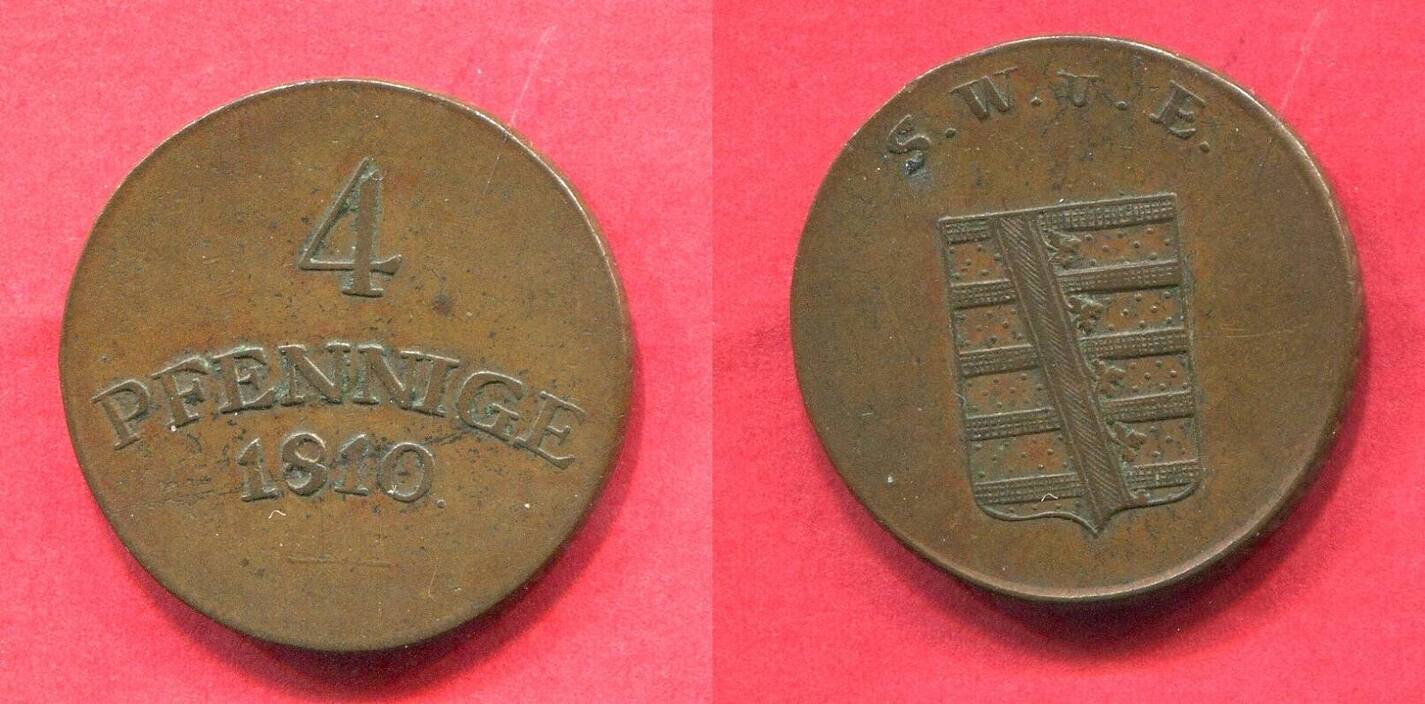 4
PFENNIGE
1810.
S. W. U. E.